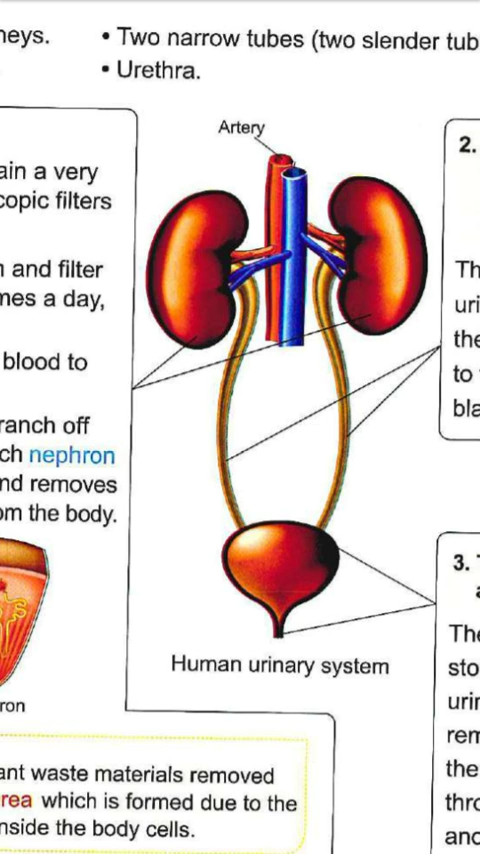 neys.
• Two narrow tubes (two slender tub
• Urethra.
ain a very
copic filters
n and filter
mes a day,
blood to
ranch off
ch nephron
nd removes
om the body.
ron
Artery
Human urinary system
2.
Th
uri
the
to
bla
3.
The
sto
urin
rem
the
thro
and
ant waste materials removed
rea which is formed due to the
nside the body cells.